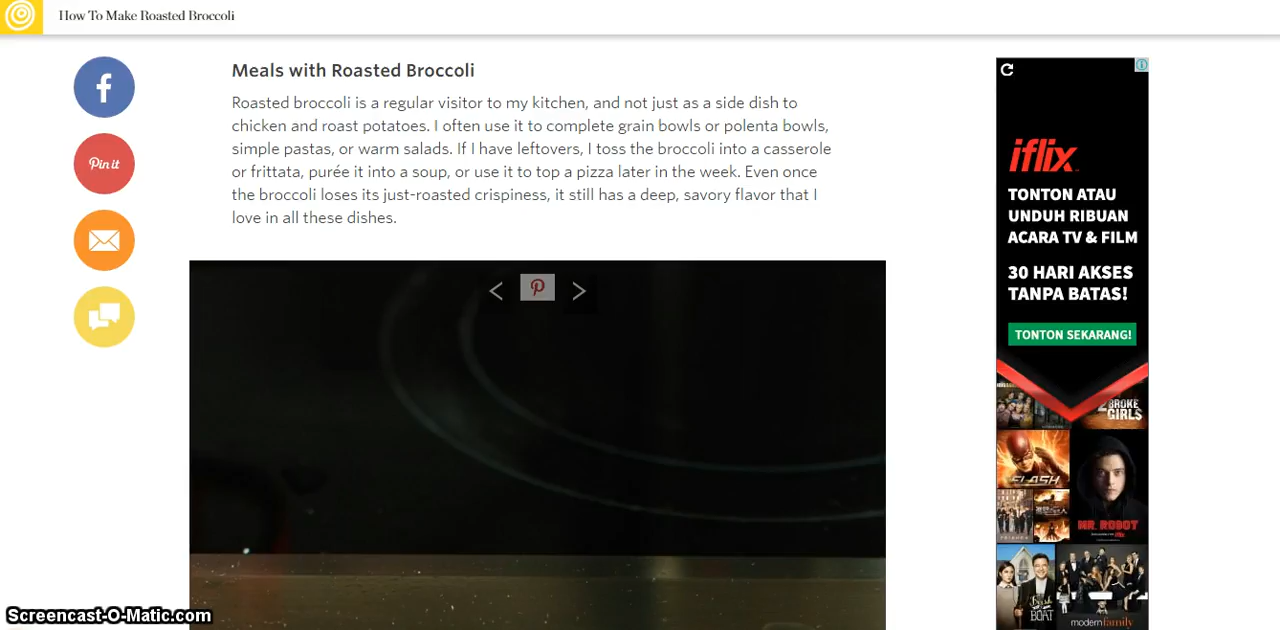 How To Make Roasted Broccoli
Meals with Roasted Broccoli
Roasted broccoli is a regular visitor to my kitchen, and not just as a side dish to
chicken and roast potatoes. I often use it to complete grain bowls or polenta bowls,
simple pastas, or warm salads. If I have leftovers, I toss the broccoli into a casserole
or frittata, purée it into a soup, or use it to top a pizza later in the week. Even once
the broccoli loses its just-roasted crispiness, it still has a deep, savory flavor that I
love in all these dishes.
Pin it
iflix
TONTON ATAU
UNDUH RIBUAN
ACARA TV & FILM
30 HARI AKSES
TANPA BATAS!
TONTON SEKARANG!
2 BROKE
GIRLS
FLASH
MR. ROBOT
BOAT
modern family
Screencast-O-Matic.com